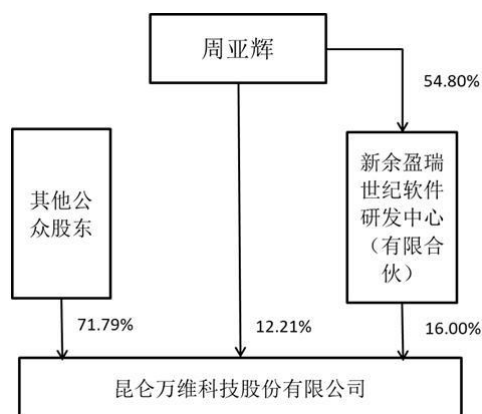 周亚辉
54.80%
其他公
众股东
新余盈瑞
世纪软件
研发中心
（有限合
伙）
71.79%
12.21%
16.00%
昆仑万维科技股份有限公司